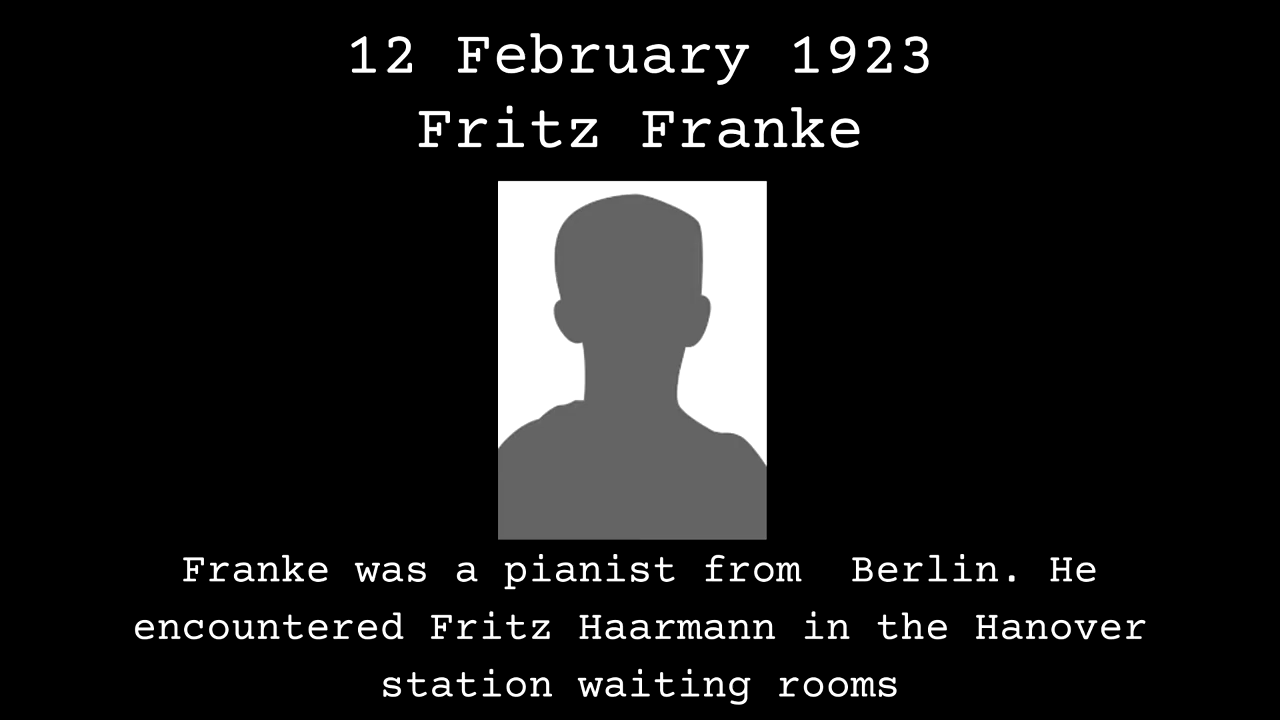 12 February 1923
Fritz Franke
Franke was a pianist from  Berlin. He
encountered Fritz Haarmann in the Hanover
station waiting rooms